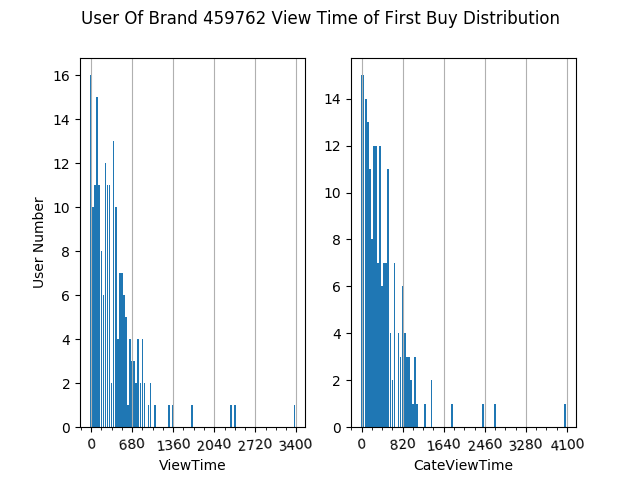 User Of Brand 459762 View Time of First Buy Distribution
16
14
12
10
8
6
4
2
0
User Number
0 680 1360 2040 2720 3400
ViewTime
14
12
10
8
6
4
2
0
0 820 1640 2460 3280 4100
CateViewTime